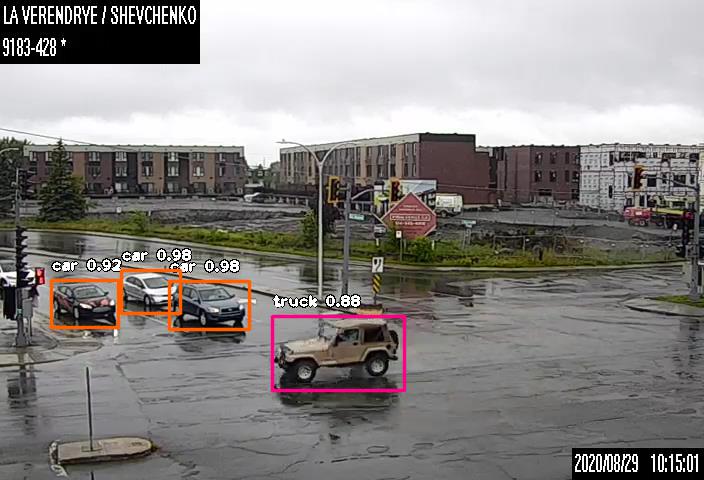 LA VERENDRYE / SHEVCHENKO
9183-428 *
car 0.92
car 0.98
car 0.98
truck 0.88
2020/08/29 10:15:01